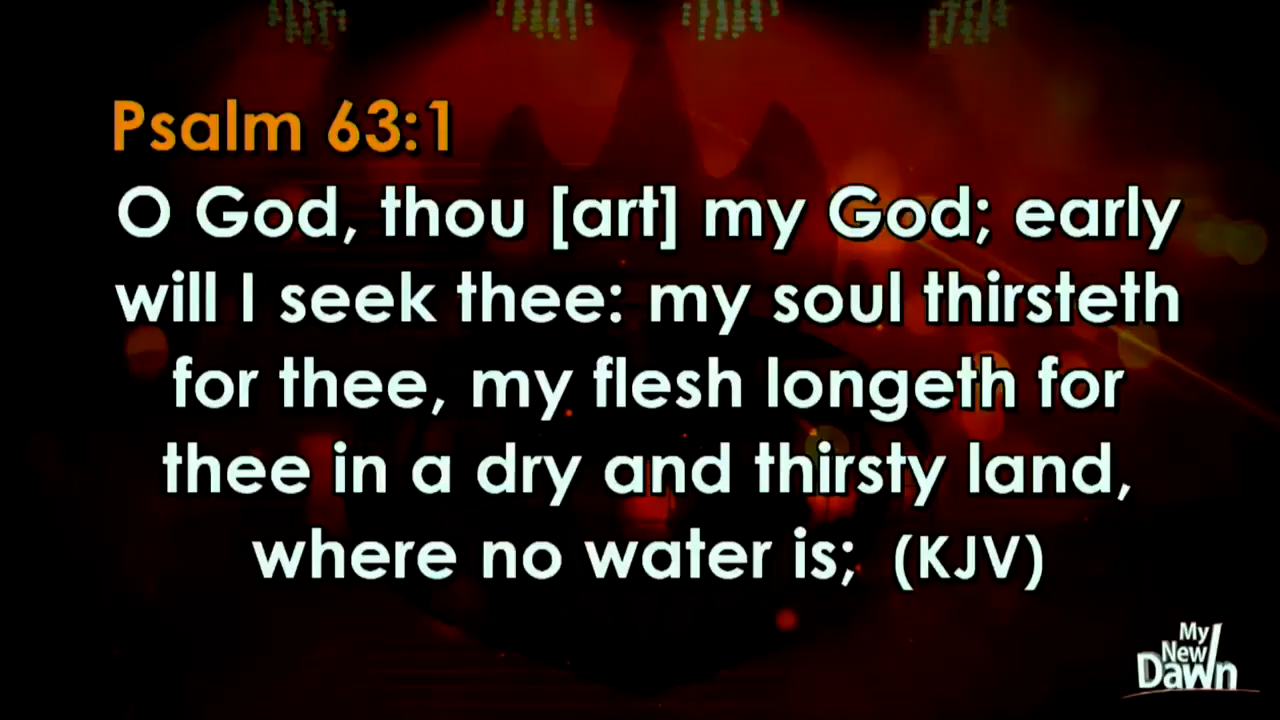 Psalm 63:1
O God, thou [art] my God; early
will I seek thee: my soul thirsteth
for thee, my flesh longeth for
thee in a dry and thirsty land,
where no water is; (KJV)
My
New
Dawn